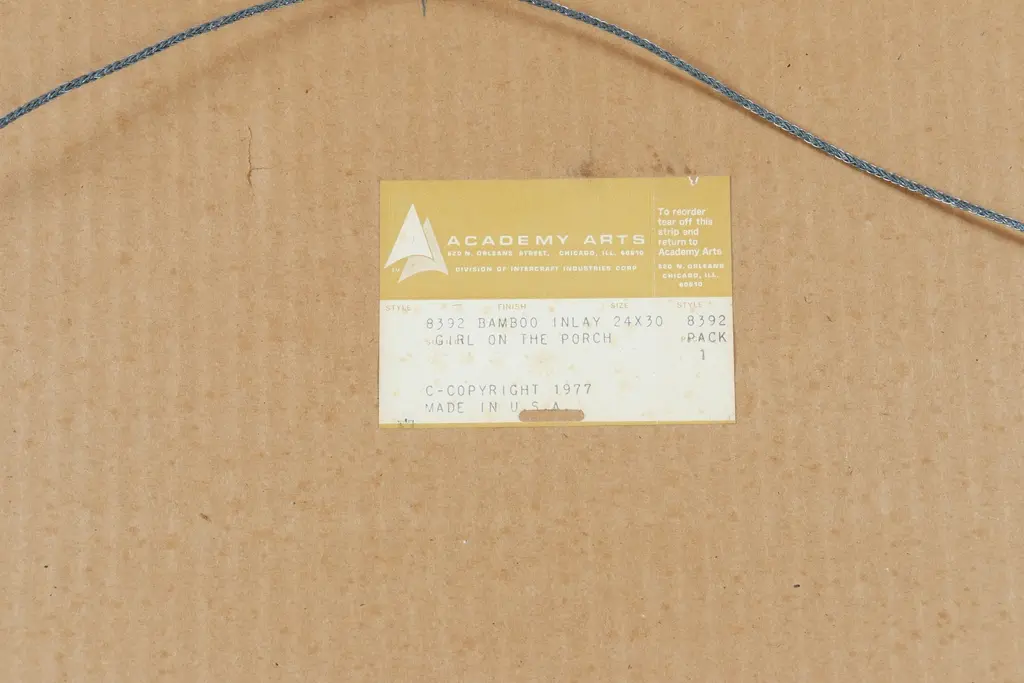 ACADEMY ARTS
520 N. ORLEANS STREET, CHICAGO, ILL. 60610
DIVISION OF INTERCRAFT INDUSTRIES CORP
To reorder
tear off this
strip and
return to
Academy Arts
520 N. ORLEANS
CHICAGO, ILL.
60610
STYLE FINISH SIZE STYLE
8392 BAMBOO INLAY 24X30 8392
GIRL ON THE PORCH PACK
1
C-COPYRIGHT 1977
MADE IN U.S.A.